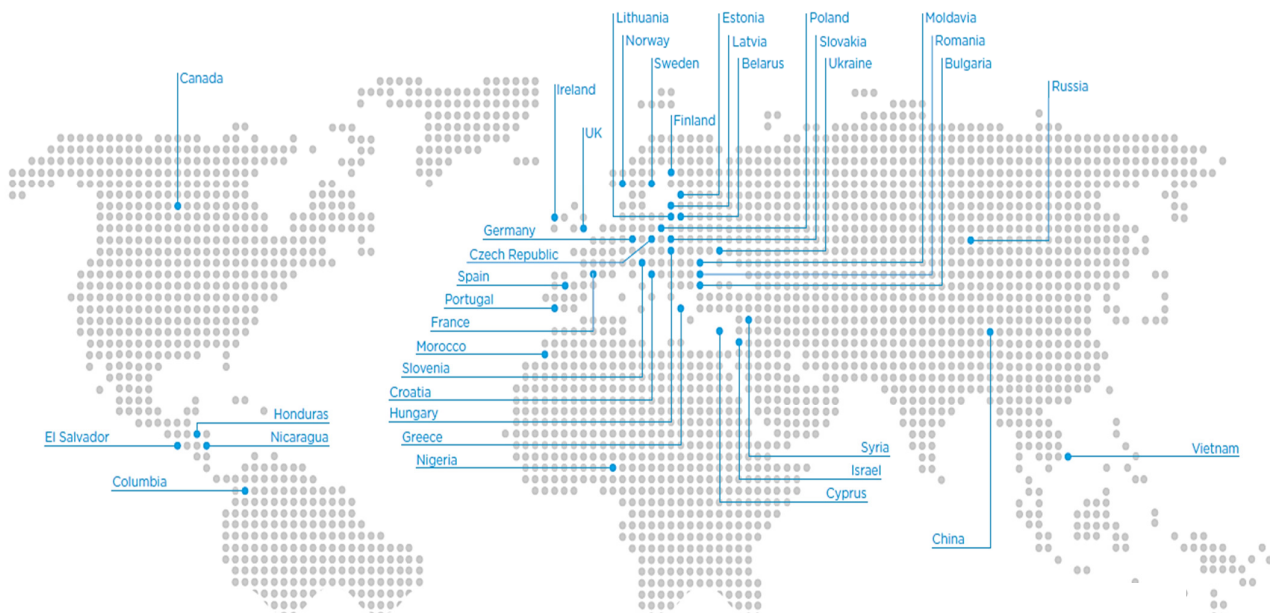 Lithuania
Estonia
Poland
Moldavia
Norway
Latvia
Slovakia
Romania
Sweden
Belarus
Ukraine
Bulgaria
Canada
Ireland
Russia
UK
Finland
Germany
Czech Republic
Spain
Portugal
France
Morocco
Slovenia
Croatia
Hungary
Honduras
El Salvador
Nicaragua
Greece
Syria
Vietnam
Nigeria
Israel
Columbia
Cyprus
China